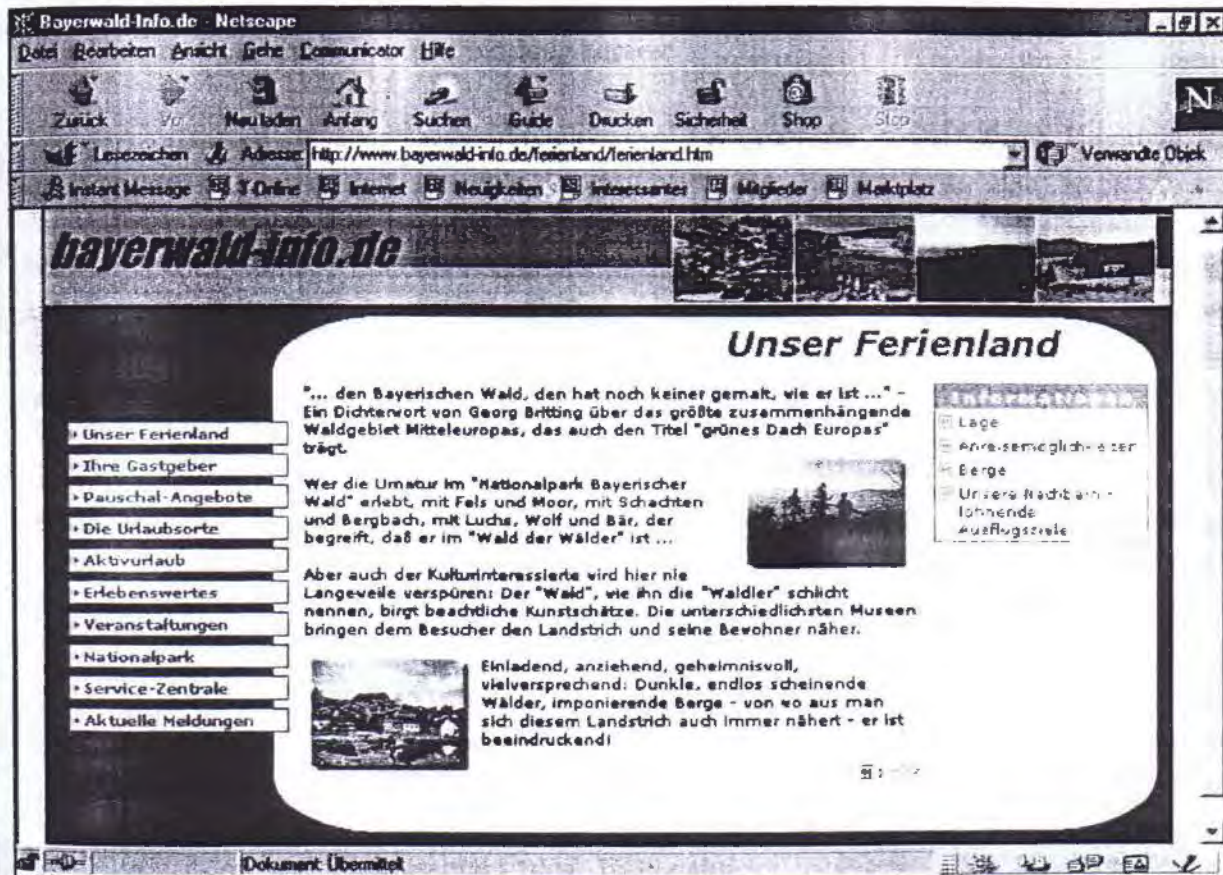 Bayerwald-Info.de - Netscape
Datei Bearbeiten Ansicht Gehe Communicator Hilfe
Zurück Vor Neu laden Anfang Suchen Guide Drucken Sicherheit Shop Stop
Lesezeichen Adresse http://www.bayerwald-info.de/ferienland/ferienland.htm Verwandte Objek
Instant Message T-Online Internet Neuigkeiten Interessantes Mitglieder Marktplatz
bayerwald-info.de
Unser Ferienland
Unser Ferienland
Ihre Gastgeber
Pauschal-Angebote
Die Urlaubsorte
Aktivurlaub
Erlebenswertes
Veranstaltungen
Nationalpark
Service-Zentrale
Aktuelle Meldungen
"... den Bayerischen Wald, den hat noch keiner gemalt, wie er ist ..." -
Ein Dichterwort von Georg Britting über das größte zusammenhängende
Waldgebiet Mitteleuropas, das auch den Titel "grünes Dach Europas"
trägt.
Wer die Urnatur im "Nationalpark Bayerischer
Wald" erlebt, mit Fels und Moor, mit Schachten
und Bergbach, mit Luchs, Wolf und Bär, der
begreift, daß er im "Wald der Wälder" ist ...
Aber auch der Kulturinteressierte wird hier nie
Langeweile verspüren: Der "Wald", wie ihn die "Waldler" schlicht
nennen, birgt beachtliche Kunstschätze. Die unterschiedlichsten Museen
bringen dem Besucher den Landstrich und seine Bewohner näher.
Einladend, anziehend, geheimnisvoll,
vielversprechend: Dunkle, endlos scheinende
Wälder, imponierende Berge - von wo aus man
sich diesem Landstrich auch immer nähert - er ist
beeindruckend!
Informationen
Lage
Anreisemöglichkeiten
Berge
Unsere Nachbarn -
lohnende
Ausflugsziele
Dokument: Übermittelt